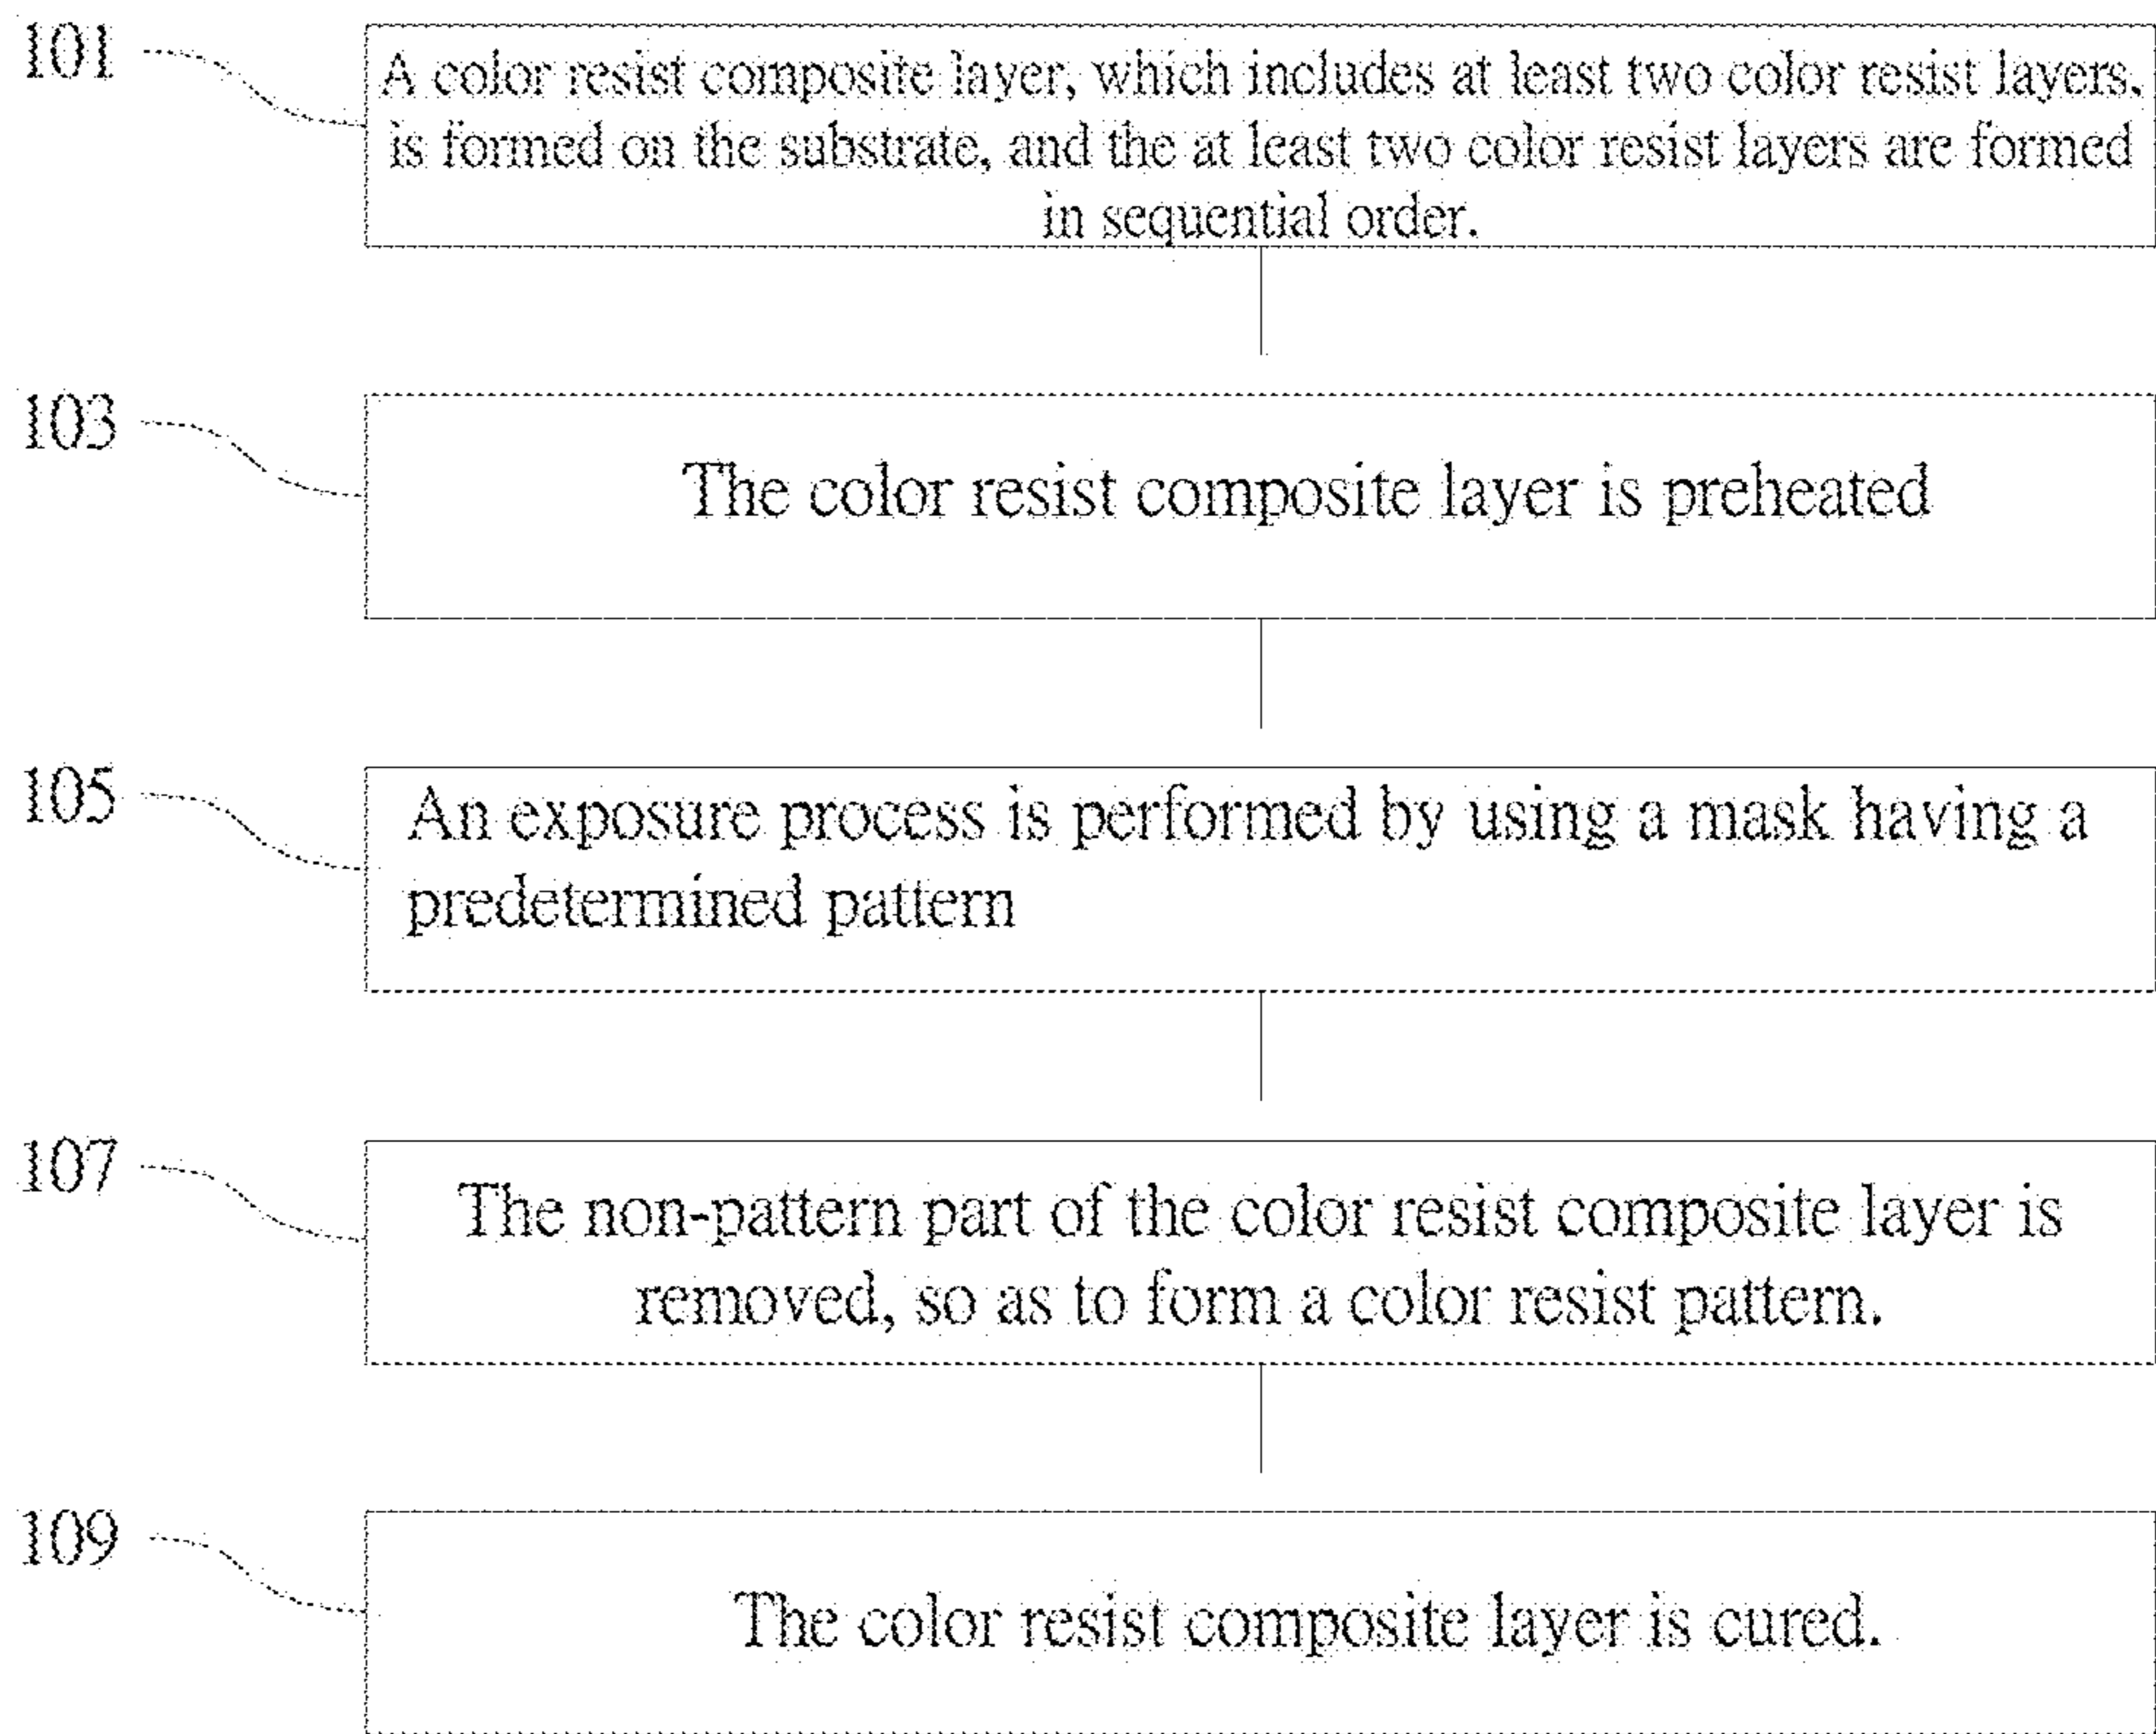 101
A color resist composite layer, which includes at least two color resist layers,
is formed on the substrate, and the at least two color resist layers are formed
in sequential order.
103
The color resist composite layer is preheated
105
An exposure process is performed by using a mask having a
predetermined pattern
107
The non-pattern part of the color resist composite layer is
removed, so as to form a color resist pattern.
109
The color resist composite layer is cured.